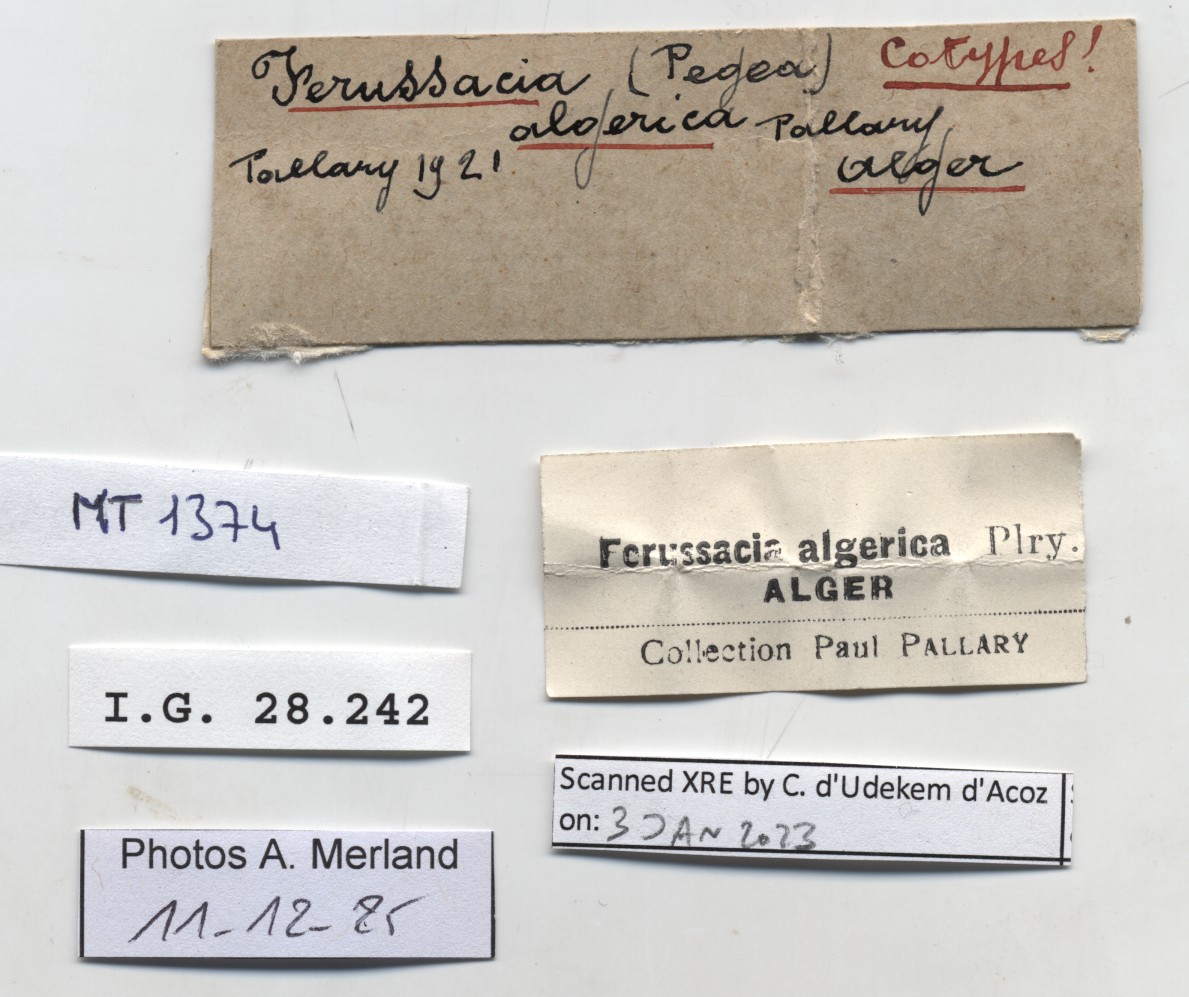 Ferussacia (Pegea) Cotypes!
algerica Pallary
Pallary 1921 alger
MT 1374
Ferussacia algerica Plry.
ALGER
Collection Paul PALLARY
I.G. 28.242
Scanned XRE by C. d'Udekem d'Acoz
on: 3 JAN 2023
Photos A. Merland
11-12-25